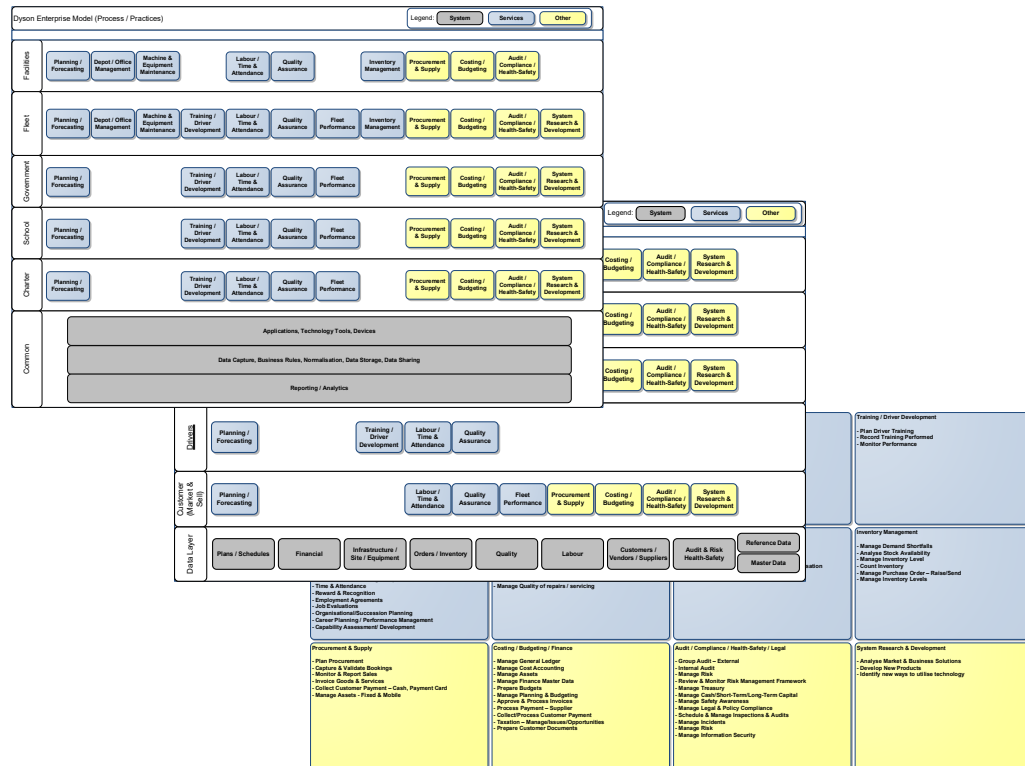 Dyson Enterprise Model (Process / Practices)
Legend:
System
Services
Other
Facilities
Planning /
Forecasting
Depot / Office
Management
Machine &
Equipment
Maintenance
Labour /
Time &
Attendance
Quality
Assurance
Inventory
Management
Procurement
& Supply
Costing /
Budgeting
Audit /
Compliance /
Health-Safety
Fleet
Planning /
Forecasting
Depot / Office
Management
Machine &
Equipment
Maintenance
Training /
Driver
Development
Labour /
Time &
Attendance
Quality
Assurance
Fleet
Performance
Inventory
Management
Procurement
& Supply
Costing /
Budgeting
Audit /
Compliance /
Health-Safety
System
Research &
Development
Government
Planning /
Forecasting
Training /
Driver
Development
Labour /
Time &
Attendance
Quality
Assurance
Fleet
Performance
Procurement
& Supply
Costing /
Budgeting
Audit /
Compliance /
Health-Safety
System
Research &
Development
School
Planning /
Forecasting
Training /
Driver
Development
Labour /
Time &
Attendance
Quality
Assurance
Fleet
Performance
Procurement
& Supply
Costing /
Budgeting
Audit /
Compliance /
Health-Safety
System
Research &
Development
Charter
Planning /
Forecasting
Training /
Driver
Development
Labour /
Time &
Attendance
Quality
Assurance
Fleet
Performance
Procurement
& Supply
Costing /
Budgeting
Audit /
Compliance /
Health-Safety
System
Research &
Development
Common
Applications, Technology Tools, Devices
Data Capture, Business Rules, Normalisation, Data Storage, Data Sharing
Reporting / Analytics
Legend:
System
Services
Other
Costing /
Budgeting
Audit /
Compliance /
Health-Safety
System
Research &
Development
Costing /
Budgeting
Audit /
Compliance /
Health-Safety
System
Research &
Development
Costing /
Budgeting
Audit /
Compliance /
Health-Safety
System
Research &
Development
Drivers
Planning /
Forecasting
Training /
Driver
Development
Labour /
Time &
Attendance
Quality
Assurance
Customer
(Market &
Sell)
Planning /
Forecasting
Labour /
Time &
Attendance
Quality
Assurance
Fleet
Performance
Procurement
& Supply
Costing /
Budgeting
Audit /
Compliance /
Health-Safety
System
Research &
Development
Data Layer
Plans / Schedules
Financial
Infrastructure /
Site / Equipment
Orders / Inventory
Quality
Labour
Customers /
Vendors / Suppliers
Audit & Risk
Health-Safety
Reference Data
Master Data
Training / Driver Development
- Plan Driver Training
- Record Training Performed
- Monitor Performance
Inventory Management
- Manage Demand Shortfalls
- Analyse Stock Availability
- Manage Inventory Level
- Count Inventory
- Manage Purchase Order – Raise/Send
- Manage Inventory Levels
- Time & Attendance
- Reward & Recognition
- Employment Agreements
- Job Evaluations
- Organisational/Succession Planning
- Career Planning / Performance Management
- Capability Assessment/ Development
- Manage Quality of repairs / servicing
Procurement & Supply
- Plan Procurement
- Capture & Validate Bookings
- Monitor & Report Sales
- Invoice Goods & Services
- Collect Customer Payment – Cash, Payment Card
- Manage Assets - Fixed & Mobile
Costing / Budgeting / Finance
- Manage General Ledger
- Manage Cost Accounting
- Manage Assets
- Manage Finance Master Data
- Prepare Budgets
- Manage Planning & Budgeting
- Approve & Process Invoices
- Process Payment – Supplier
- Collect/Process Customer Payment
- Taxation – Manage/Issues/Opportunities
- Prepare Customer Documents
Audit / Compliance / Health-Safety / Legal
- Group Audit – External
- Internal Audit
- Manage Risk
- Review & Monitor Risk Management Framework
- Manage Treasury
- Manage Cash/Short-Term/Long-Term Capital
- Manage Safety Awareness
- Manage Legal & Policy Compliance
- Schedule & Manage Inspections & Audits
- Manage Incidents
- Manage Risk
- Manage Information Security
System Research & Development
- Analyse Market & Business Solutions
- Develop New Products
- Identify new ways to utilise technology